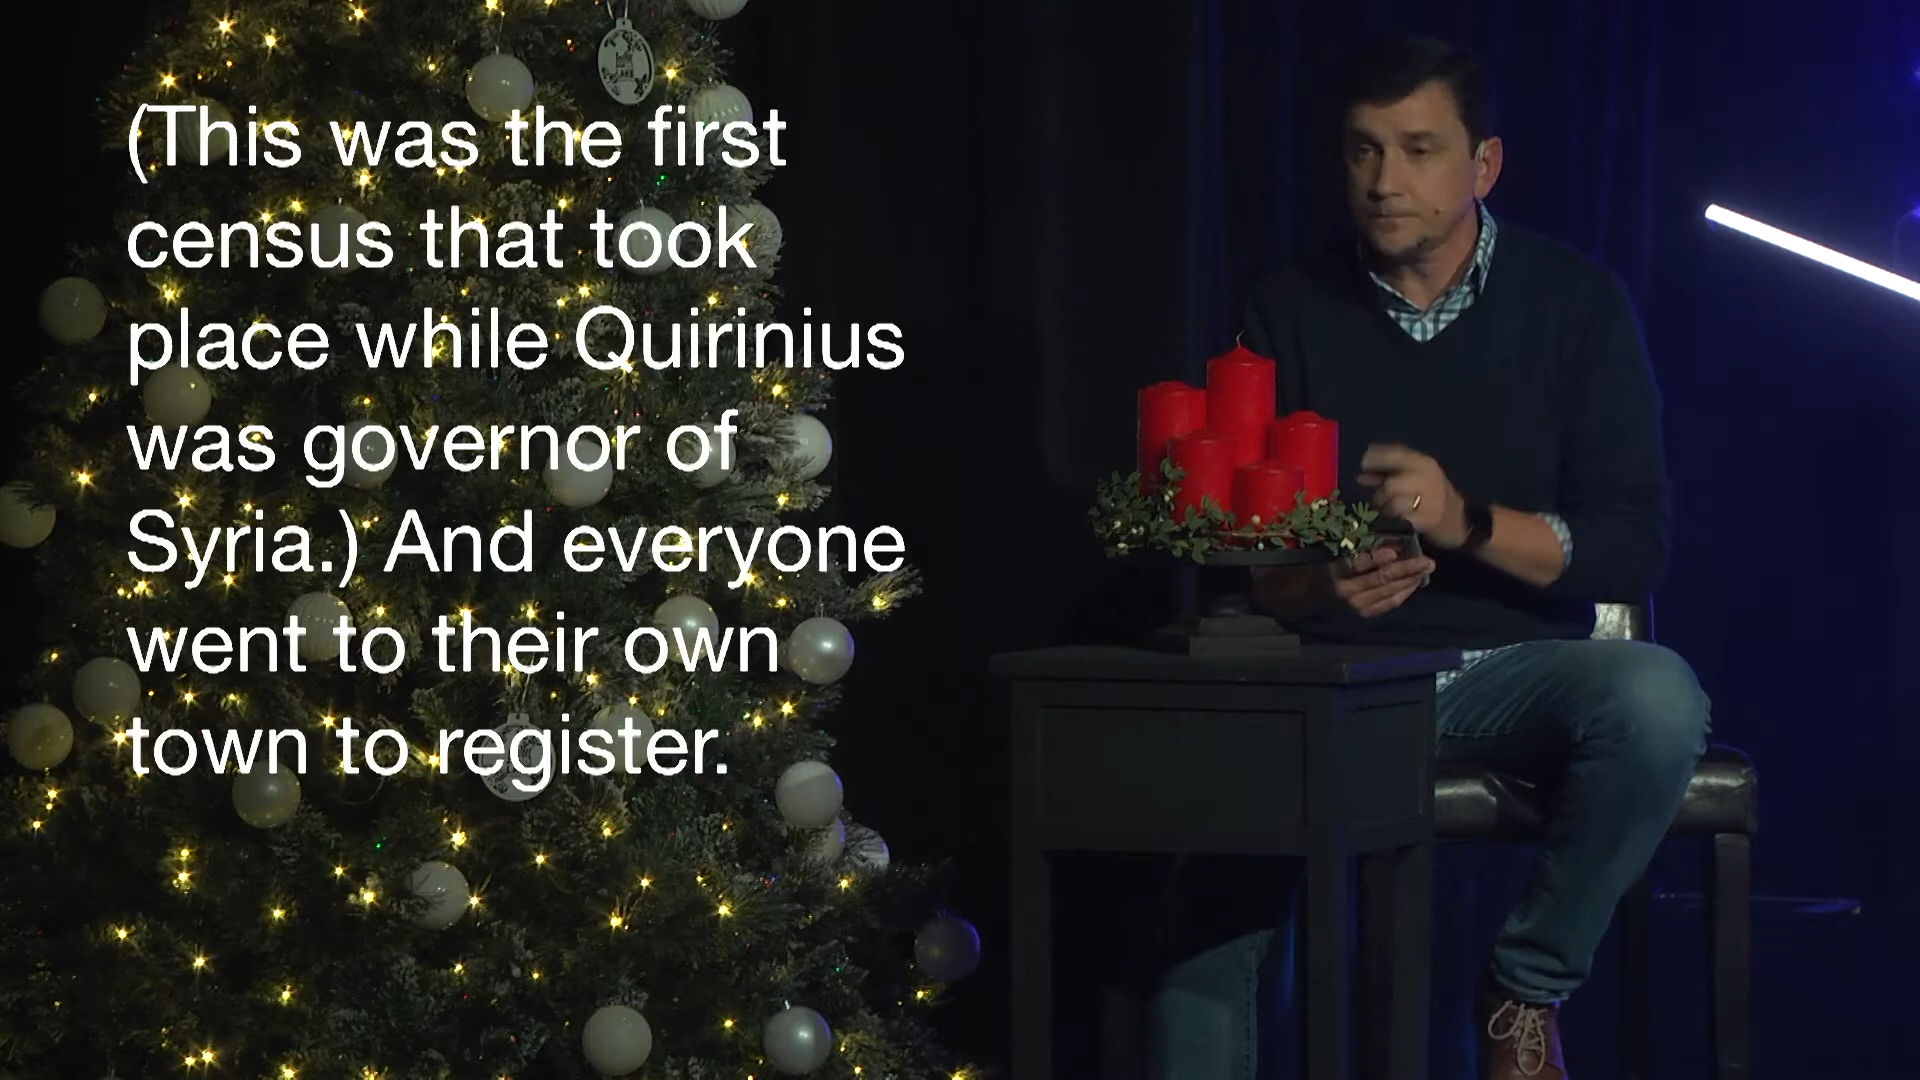 (This was the first
census that took
place while Quirinius
was governor of
Syria.) And everyone
went to their own
town to register.